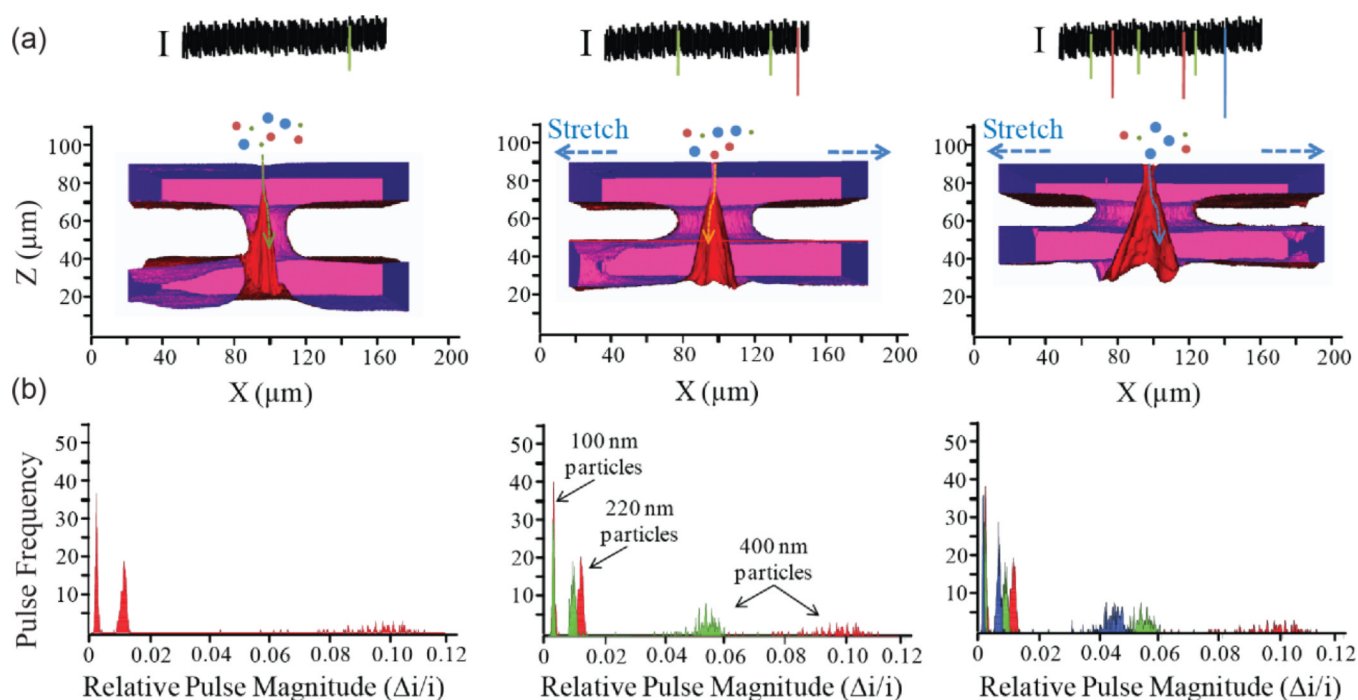 (a)
I
I
I
Stretch
Stretch
Z (μm)
100
80
60
40
20
100
80
60
40
20
100
80
60
40
20
0 40 80 120 160 200
0 40 80 120 160 200
0 40 80 120 160 200
X (μm)
X (μm)
X (μm)
(b)
Pulse Frequency
50
40
35
20
10
50
40
35
20
10
50
40
35
20
10
100 nm
particles
220 nm
particles
400 nm
particles
0 0.02 0.04 0.06 0.08 0.10 0.12
0 0.02 0.04 0.06 0.08 0.10 0.12
0 0.02 0.04 0.06 0.08 0.10 0.12
Relative Pulse Magnitude (Δi/i)
Relative Pulse Magnitude (Δi/i)
Relative Pulse Magnitude (Δi/i)